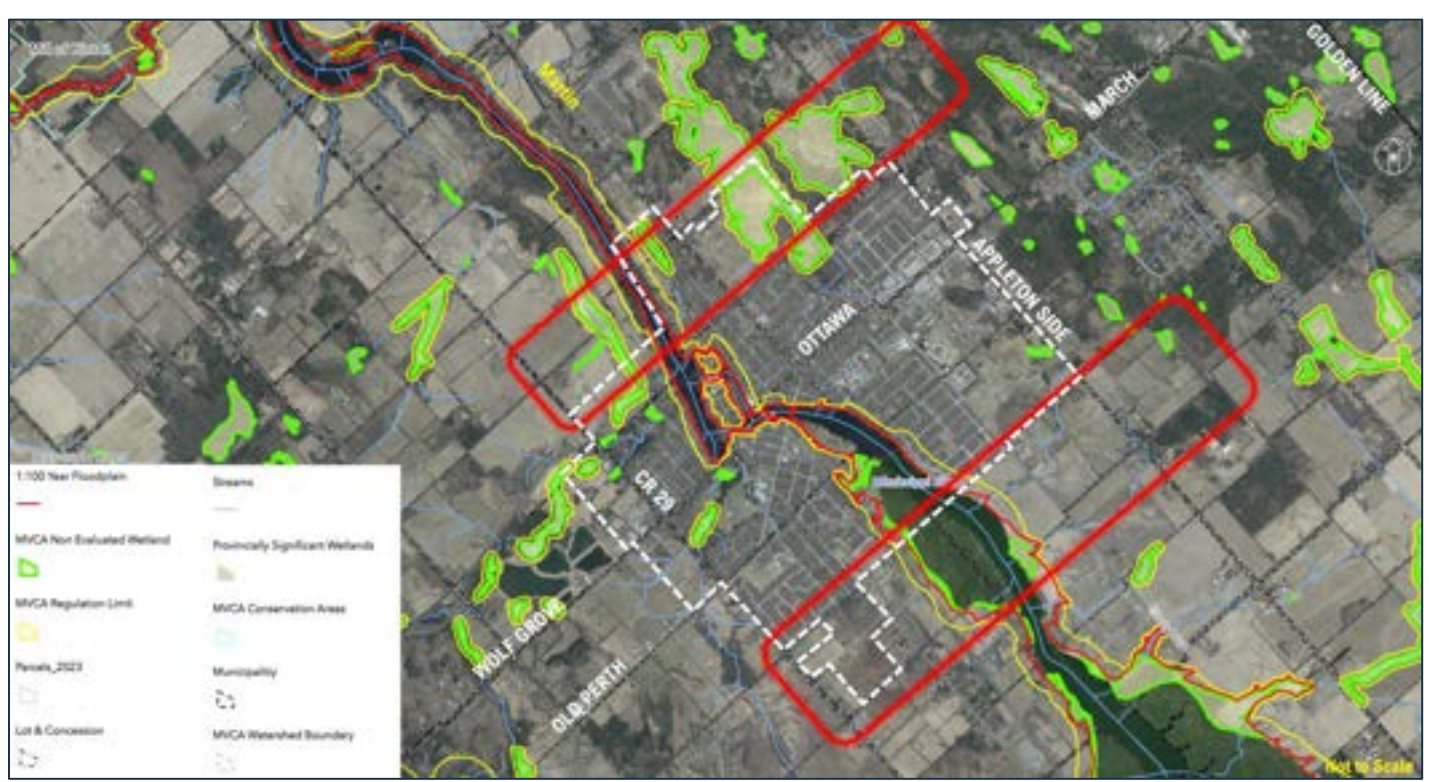 Martin
MARCH
GOLDEN LINE
APPLETON SIDE
OTTAWA
CR 29
WOLF GROVE
OLD PERTH
1:100 Year Floodplain
Streams
MVCA Non Evaluated Wetland
Provincially Significant Wetlands
MVCA Regulation Limit
MVCA Conservation Areas
Parcels_2023
Municipality
Lot & Concession
MVCA Watershed Boundary
Not to Scale